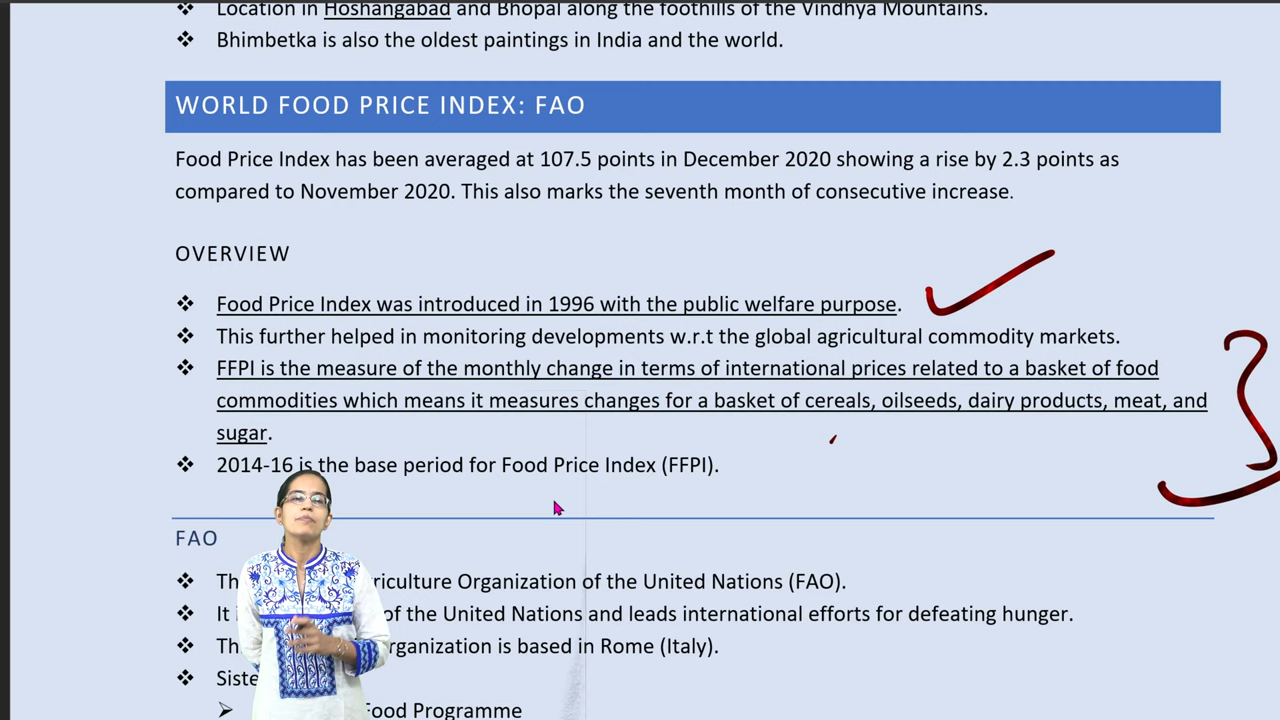 Location in Hoshangabad and Bhopal along the foothills of the Vindhya Mountains.
Bhimbetka is also the oldest paintings in India and the world.
WORLD FOOD PRICE INDEX: FAO
Food Price Index has been averaged at 107.5 points in December 2020 showing a rise by 2.3 points as
compared to November 2020. This also marks the seventh month of consecutive increase.
OVERVIEW
Food Price Index was introduced in 1996 with the public welfare purpose.
This further helped in monitoring developments w.r.t the global agricultural commodity markets.
FFPI is the measure of the monthly change in terms of international prices related to a basket of food
commodities which means it measures changes for a basket of cereals, oilseeds, dairy products, meat, and
sugar.
2014-16 is the base period for Food Price Index (FFPI).
FAO
Organization of the United Nations (FAO).
It of the United Nations and leads international efforts for defeating hunger.
is based in Rome (Italy).
Food Programme